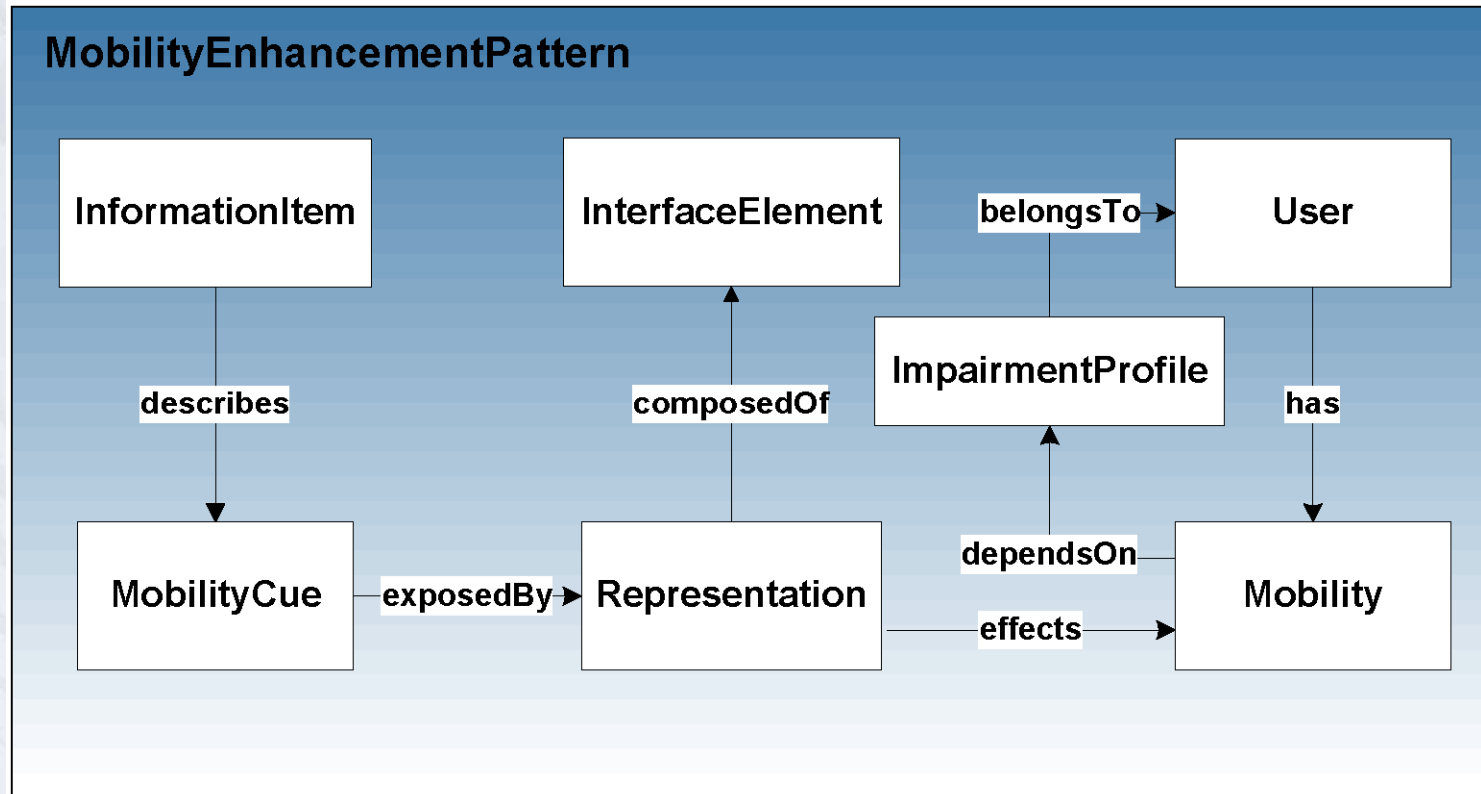 MobilityEnhancementPattern
InformationItem
InterfaceElement
belongsTo
User
ImpairmentProfile
describes
composedOf
has
dependsOn
MobilityCue
exposedBy
Representation
Mobility
effects